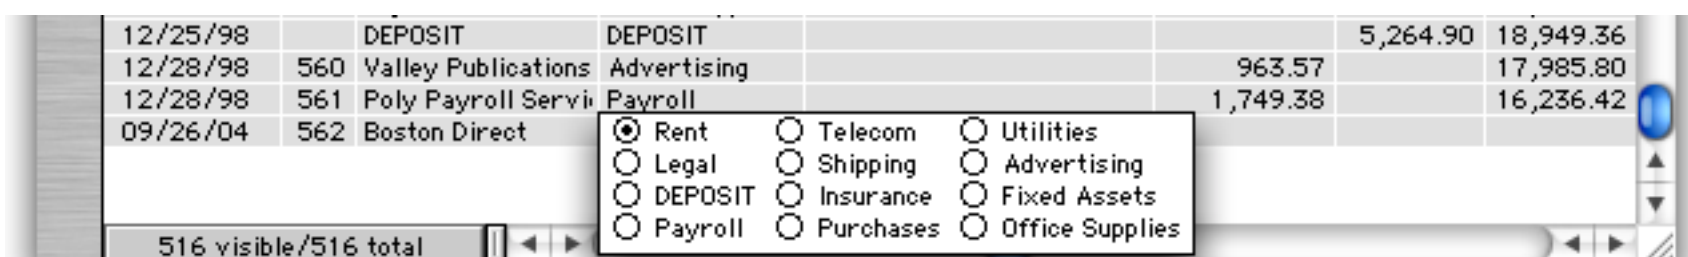 12/25/98 DEPOSIT DEPOSIT 5,264.90 18,949.36
12/28/98 560 Valley Publications Advertising 963.57 17,985.80
12/28/98 561 Poly Payroll Servi Payroll 1,749.38 16,236.42
09/26/04 562 Boston Direct
Rent Telecom Utilities
Legal Shipping Advertising
DEPOSIT Insurance Fixed Assets
Payroll Purchases Office Supplies
516 visible/516 total